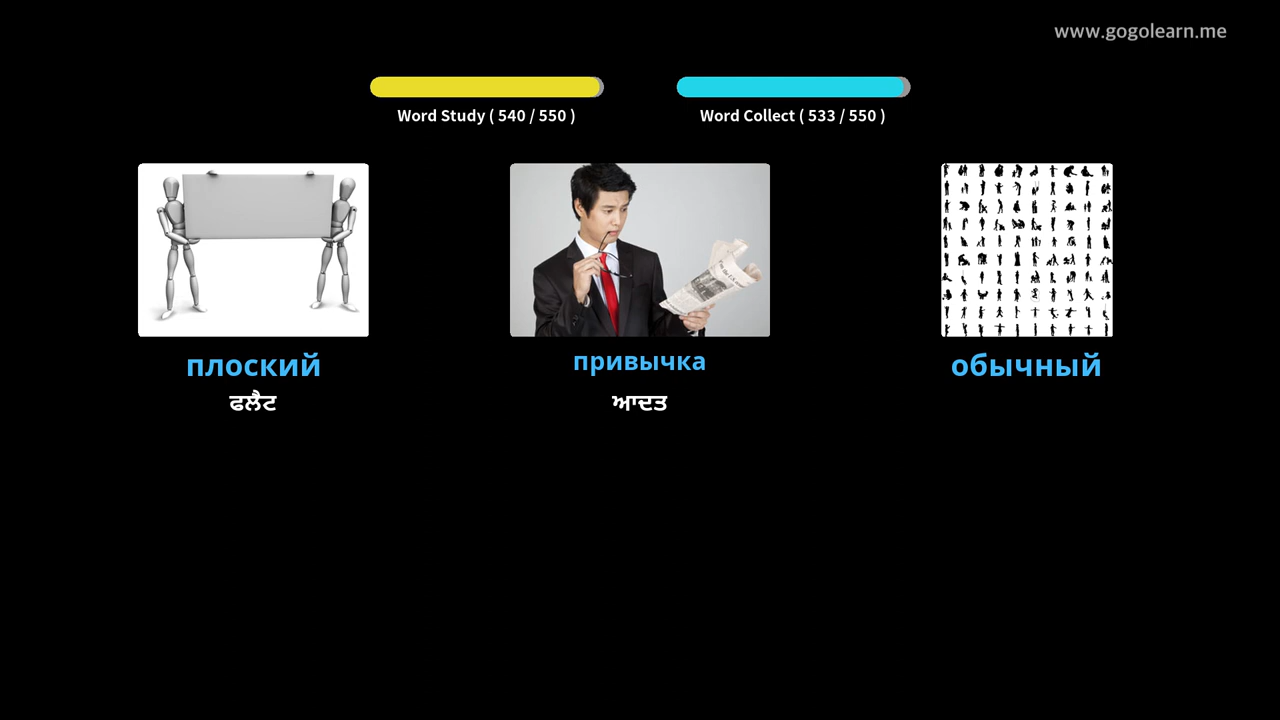 www.gogolearn.me
Word Study ( 540 / 550 )
Word Collect ( 533 / 550 )
плоский
привычка
обычный
ਫਲੈਟ
ਆਦਤ